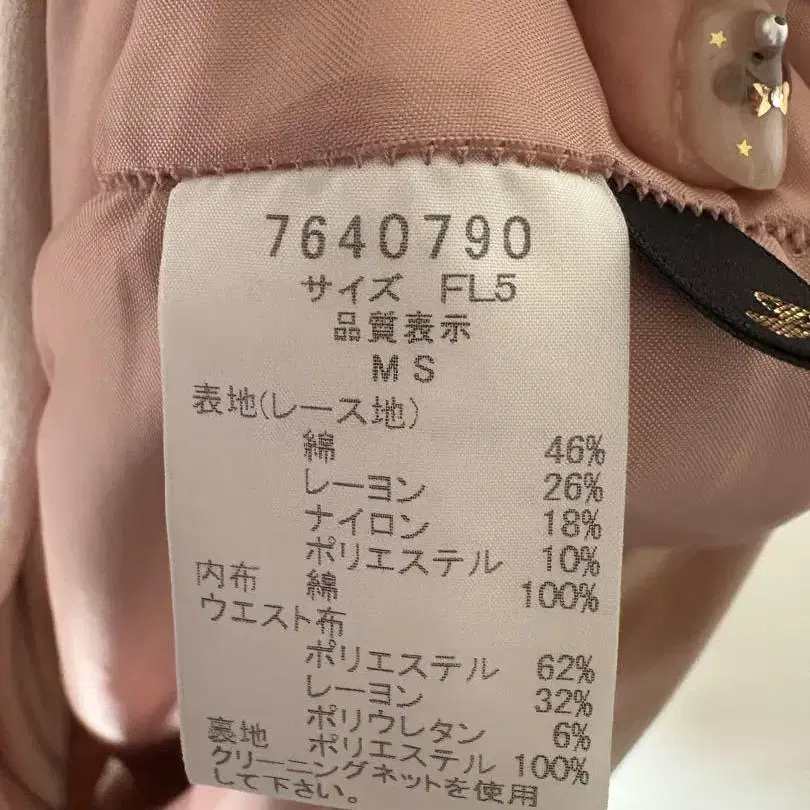 7640790
サイズ FL5
品質表示
MS
表地(レース地)
綿 46%
レーヨン 26%
ナイロン 18%
ポリエステル 10%
内布 綿 100%
ウエスト布
ポリエステル 62%
レーヨン 32%
ポリウレタン 6%
裏地 ポリエステル 100%
クリーニングネットを使用
して下さい。